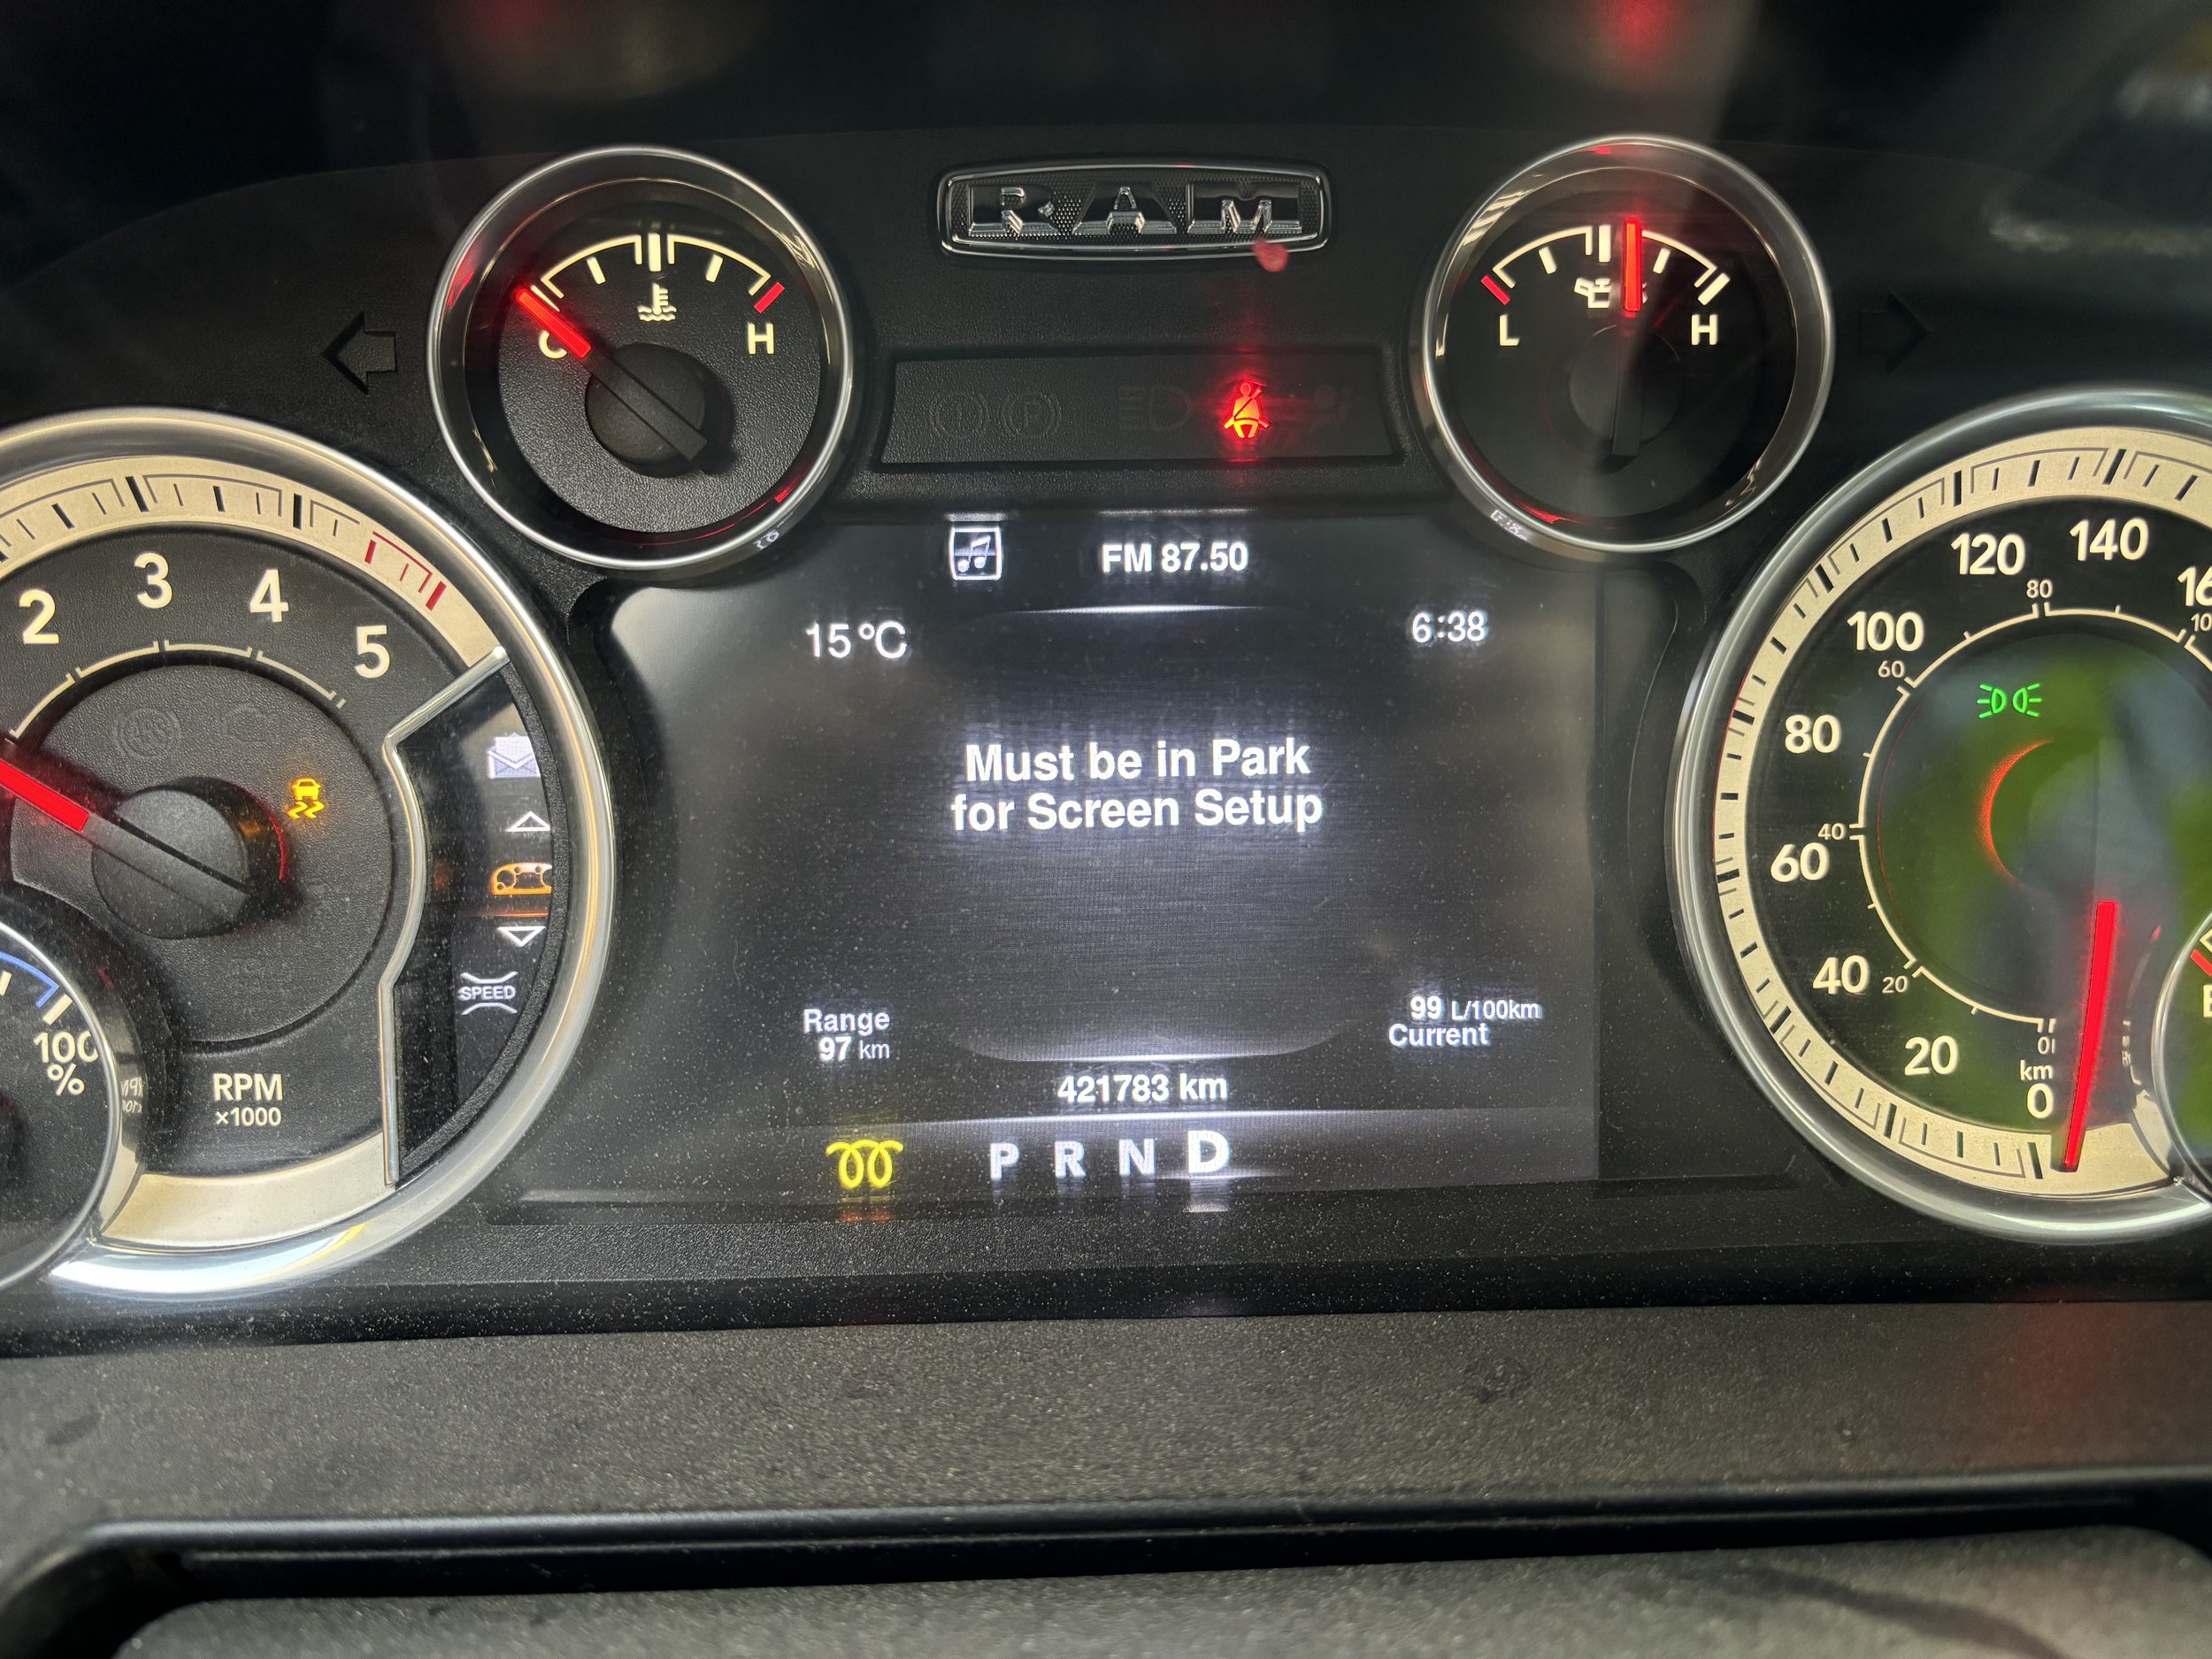 RAM
C H
L H
FM 87.50
15°C 6:38
Must be in Park
for Screen Setup
Range
97 km
99 L/100km
Current
421783 km
P R N D
2 3 4 5
SPEED
RPM
x1000
100
%
120 140
80
100
60
80
40
60
40 20
20
km
0